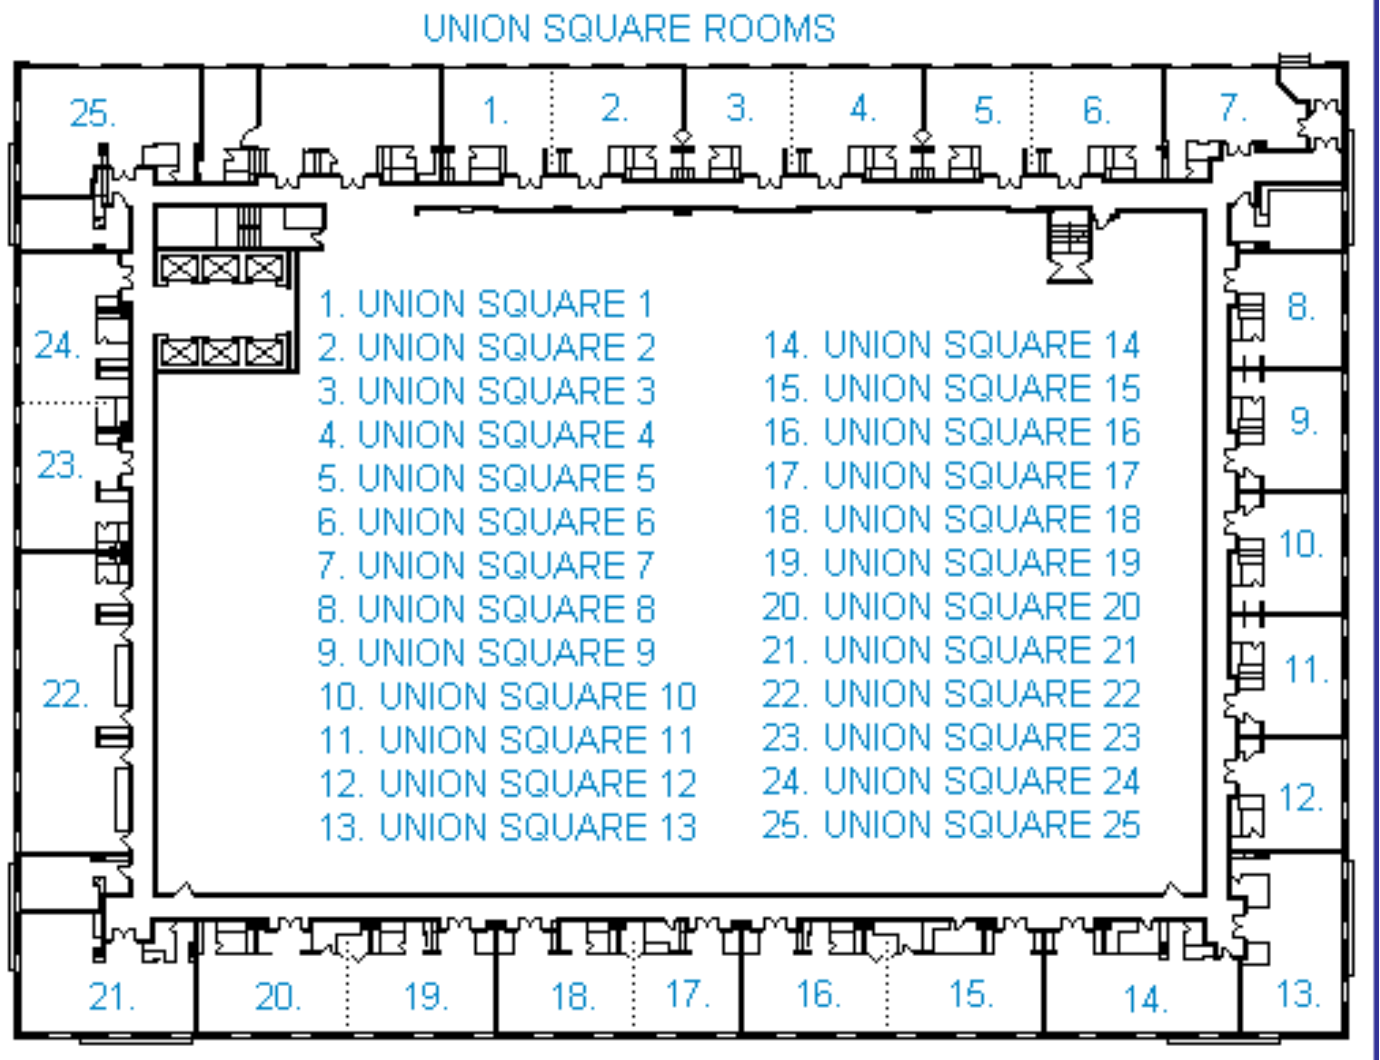 UNION SQUARE ROOMS
25.
1.
2.
3.
4.
5.
6.
7.
24.
23.
22.
1. UNION SQUARE 1
2. UNION SQUARE 2
3. UNION SQUARE 3
4. UNION SQUARE 4
5. UNION SQUARE 5
6. UNION SQUARE 6
7. UNION SQUARE 7
8. UNION SQUARE 8
9. UNION SQUARE 9
10. UNION SQUARE 10
11. UNION SQUARE 11
12. UNION SQUARE 12
13. UNION SQUARE 13
14. UNION SQUARE 14
15. UNION SQUARE 15
16. UNION SQUARE 16
17. UNION SQUARE 17
18. UNION SQUARE 18
19. UNION SQUARE 19
20. UNION SQUARE 20
21. UNION SQUARE 21
22. UNION SQUARE 22
23. UNION SQUARE 23
24. UNION SQUARE 24
25. UNION SQUARE 25
8.
9.
10.
11.
12.
21.
20.
19.
18.
17.
16.
15.
14.
13.